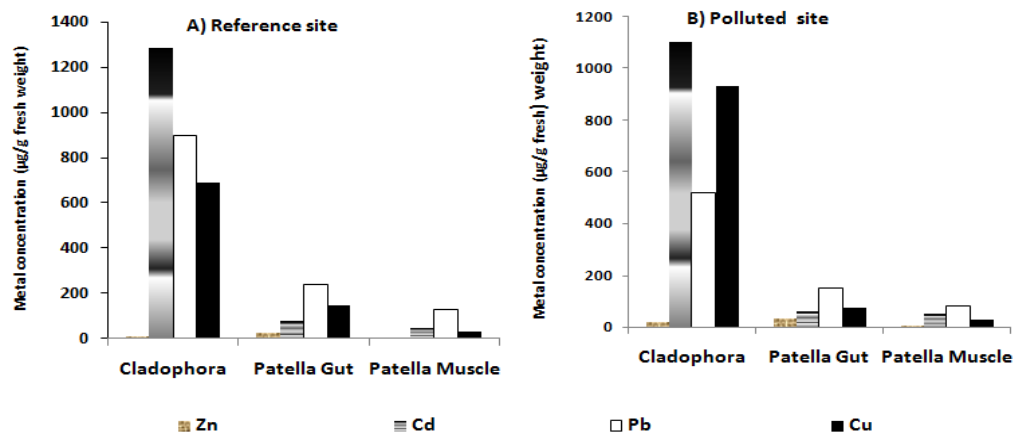 A) Reference site
Metal concentration (µg/g fresh weight)
1400
1200
1000
800
600
400
200
0
Cladophora Patella Gut Patella Muscle
B) Polluted site
Metal concentration (µg/g fresh) weight)
1200
1000
800
600
400
200
0
Cladophora Patella Gut Patella Muscle
Zn Cd Pb Cu